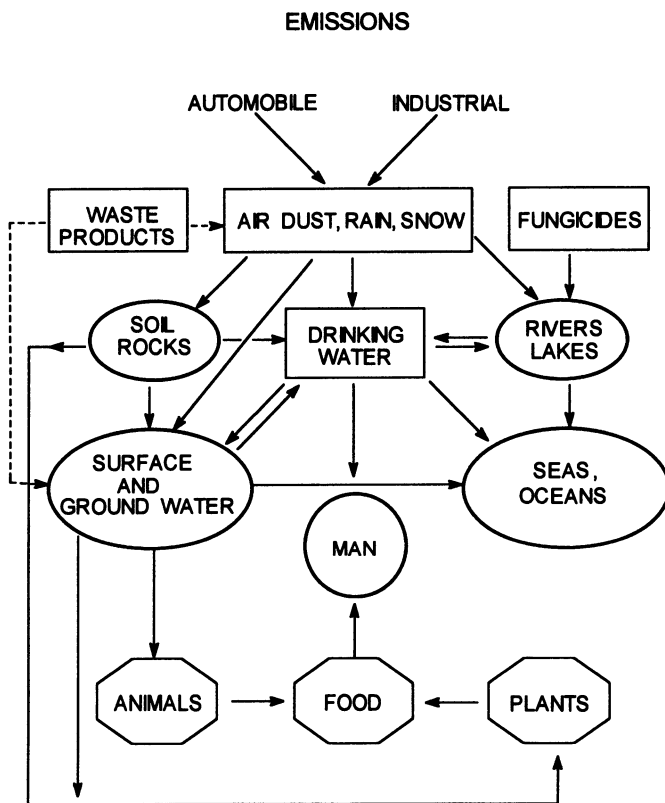 EMISSIONS
AUTOMOBILE
INDUSTRIAL
WASTE
PRODUCTS
AIR DUST, RAIN, SNOW
FUNGICIDES
SOIL
ROCKS
DRINKING
WATER
RIVERS
LAKES
SURFACE
AND
GROUND WATER
SEAS,
OCEANS
MAN
ANIMALS
FOOD
PLANTS